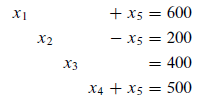 x₁ + x₅ = 600
x₂ − x₅ = 200
x₃ = 400
x₄ + x₅ = 500